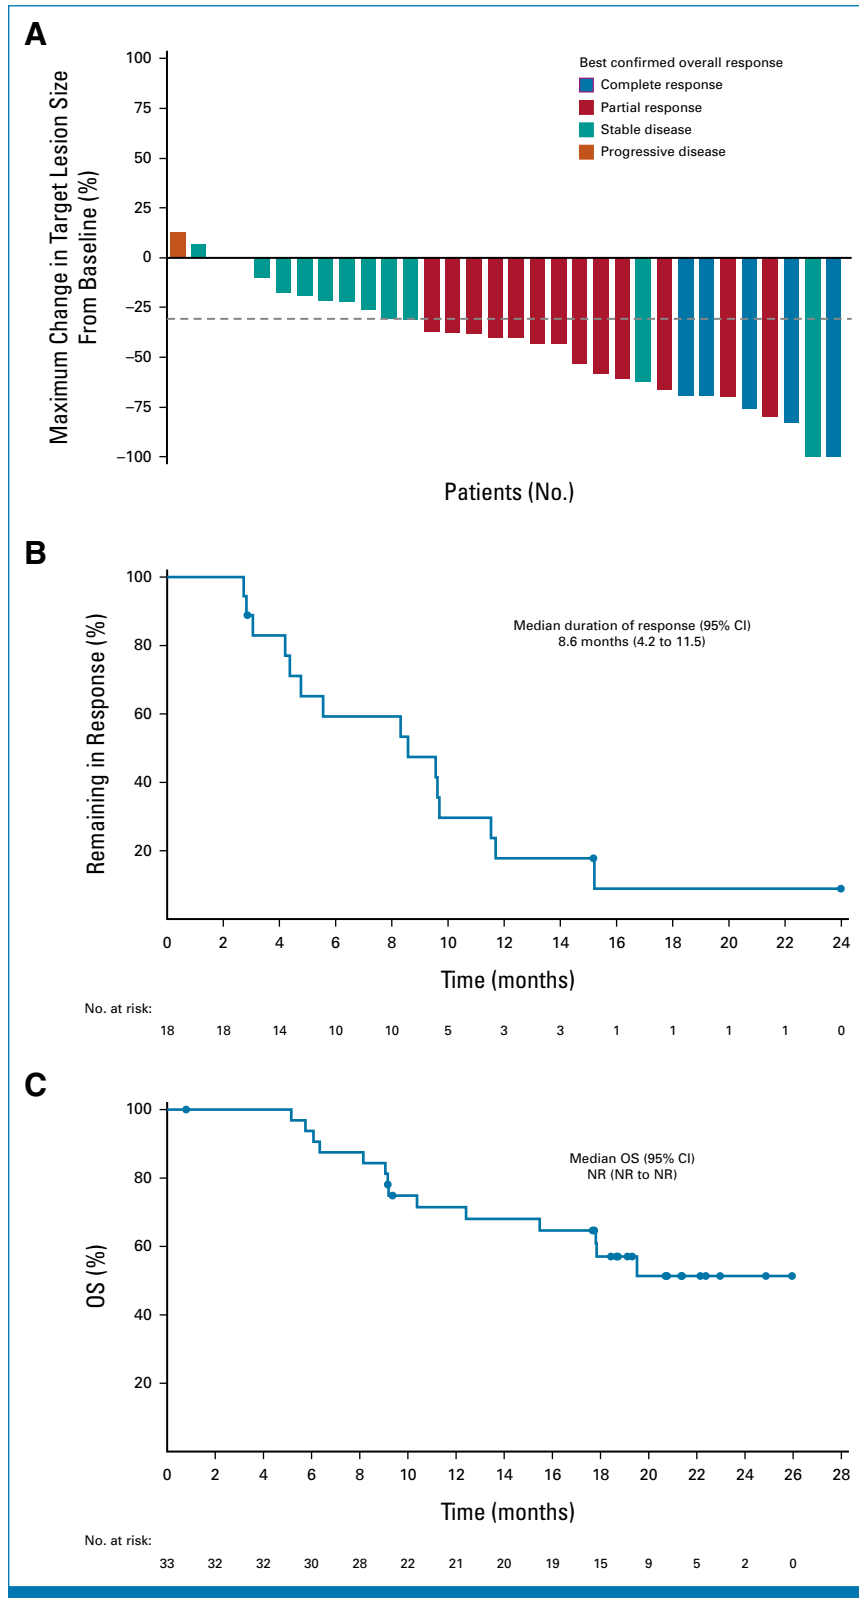 A
Maximum Change in Target Lesion Size
From Baseline (%)
100
75
50
25
0
–25
–50
–75
–100
Best confirmed overall response
Complete response
Partial response
Stable disease
Progressive disease
Patients (No.)
B
Remaining in Response (%)
100
80
60
40
20
Median duration of response (95% CI)
8.6 months (4.2 to 11.5)
0 2 4 6 8 10 12 14 16 18 20 22 24
Time (months)
No. at risk:
18 18 14 10 10 5 3 3 1 1 1 1 0
C
OS (%)
100
80
60
40
20
Median OS (95% CI)
NR (NR to NR)
0 2 4 6 8 10 12 14 16 18 20 22 24 26 28
Time (months)
No. at risk:
33 32 32 30 28 22 21 20 19 15 9 5 2 0